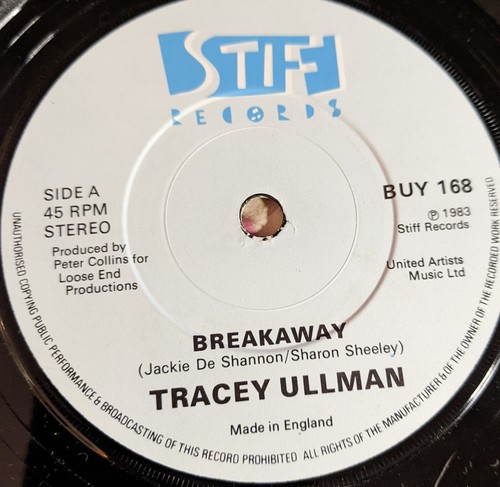 STIFF
RECORDS
SIDE A
45 RPM
STEREO
Produced by
Peter Collins for
Loose End
Productions
BUY 168
℗ 1983
Stiff Records
United Artists
Music Ltd
BREAKAWAY
(Jackie De Shannon/Sharon Sheeley)
TRACEY ULLMAN
Made in England
UNAUTHORISED COPYING PUBLIC PERFORMANCE & BROADCASTING OF THIS RECORD PROHIBITED ALL RIGHTS OF THE MANUFACTURER & OF THE OWNER OF THE RECORDED WORK RESERVED